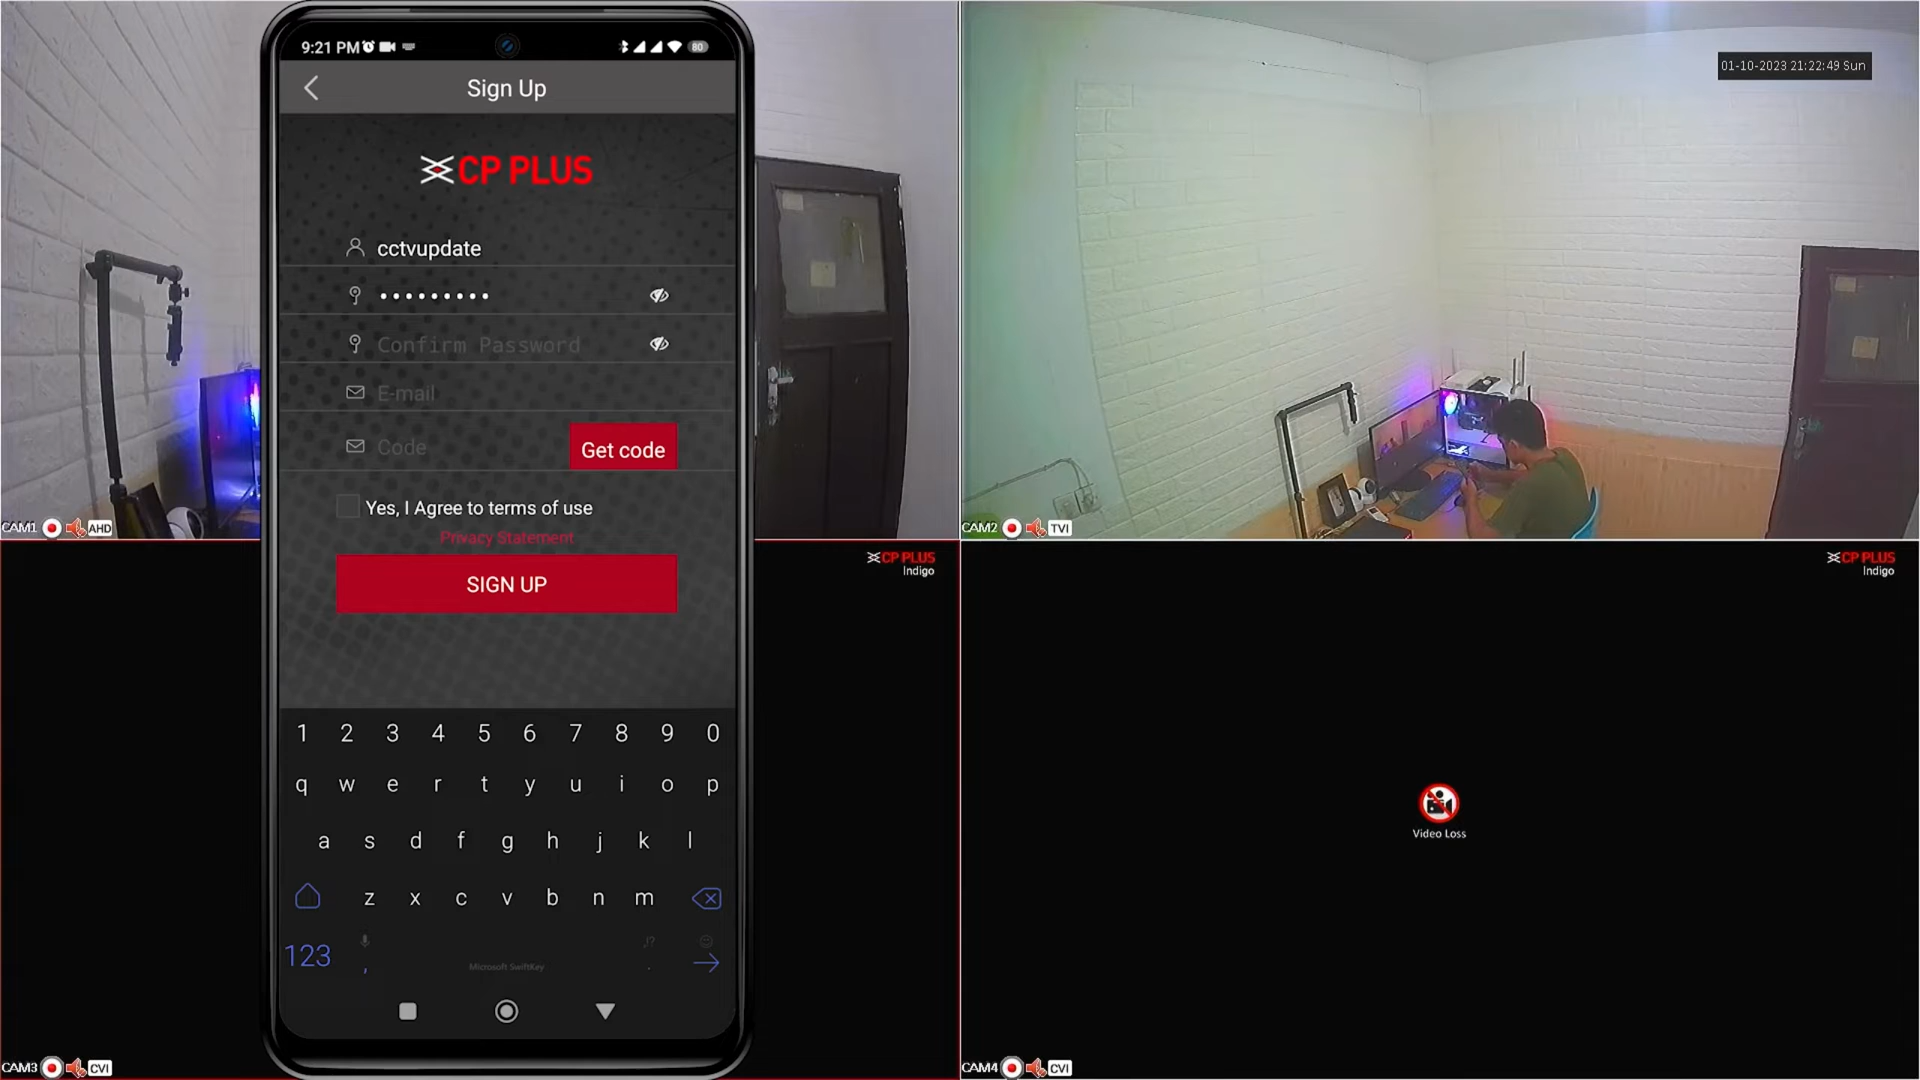 9:21 PM
80
Sign Up
CP PLUS
cctvupdate
Confirm Password
E-mail
Code
Get code
Yes, I Agree to terms of use
Privacy Statement
SIGN UP
1 2 3 4 5 6 7 8 9 0
q w e r t y u i o p
a s d f g h j k l
z x c v b n m
,!?
123 , Microsoft SwiftKey .
01-10-2023 21:22:49 Sun
CAM1 AHD
CAM2 TVI
CP PLUS
Indigo
CP PLUS
Indigo
Video Loss
CAM3 CVI
CAM4 CVI